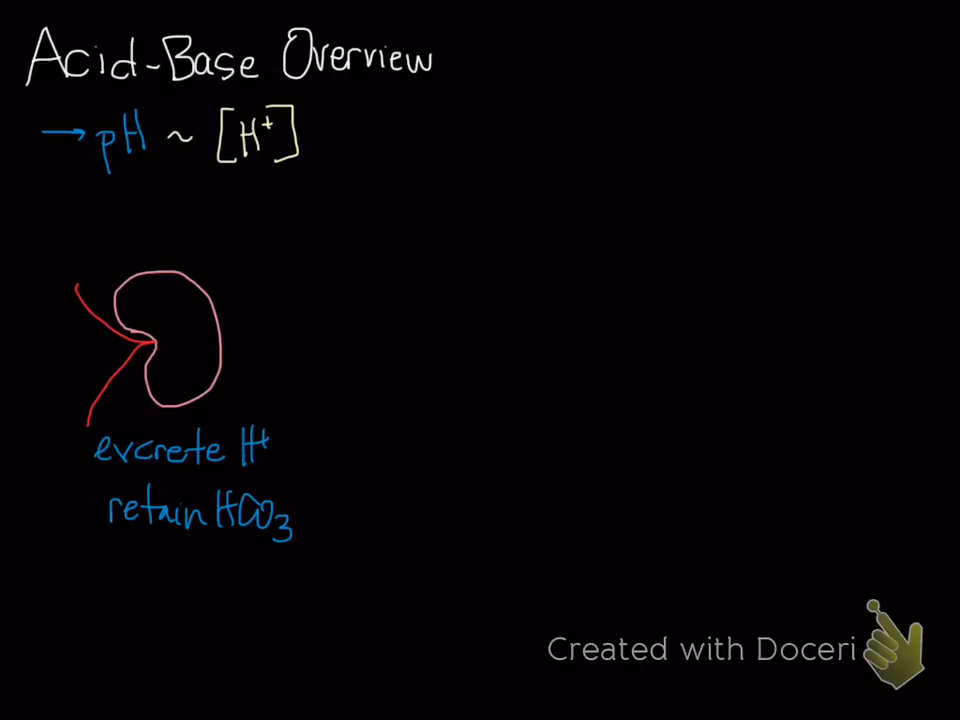 Acid-Base Overview
→ pH ~ [H⁺]
excrete H⁺
retain HCO₃
Created with Doceri